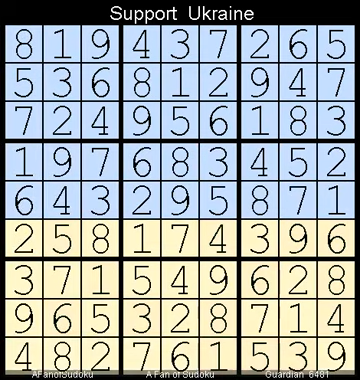 Support Ukraine
8 1 9 4 3 7 2 6 5
5 3 6 8 1 2 9 4 7
7 2 4 9 5 6 1 8 3
1 9 7 6 8 3 4 5 2
6 4 3 2 9 5 8 7 1
2 5 8 1 7 4 3 9 6
3 7 1 5 4 9 6 2 8
9 6 5 3 2 8 7 1 4
4 8 2 7 6 1 5 3 9
AFanofSudoku A Fan of Sudoku Guardian 6481